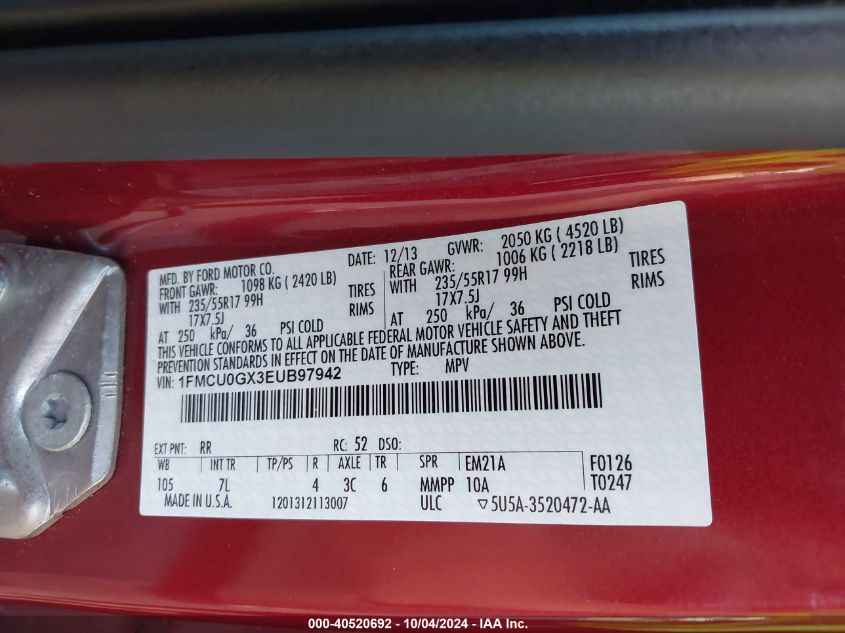 MFD. BY FORD MOTOR CO. DATE: 12/13 GVWR: 2050 KG ( 4520 LB)
FRONT GAWR: 1098 KG ( 2420 LB) REAR GAWR: 1006 KG ( 2218 LB)
WITH 235/55R17 99H TIRES WITH 235/55R17 99H TIRES
17X7.5J RIMS 17X7.5J RIMS
AT 250 kPa/ 36 PSI COLD AT 250 kPa/ 36 PSI COLD
THIS VEHICLE CONFORMS TO ALL APPLICABLE FEDERAL MOTOR VEHICLE SAFETY AND THEFT
PREVENTION STANDARDS IN EFFECT ON THE DATE OF MANUFACTURE SHOWN ABOVE.
VIN: 1FMCU0GX3EUB97942 TYPE: MPV
EXT PNT: RR RC: 52 DSO:
WB INT TR TP/PS R AXLE TR SPR EM21A F0126
105 7L 4 3C 6 MMPP 10A T0247
MADE IN U.S.A. 1201312113007 ULC ▽5U5A-3520472-AA
000-40520692 - 10/04/2024 - IAA Inc.